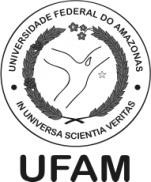 UNIVERSIDADE FEDERAL DO AMAZONAS
IN UNIVERSA SCIENTIA VERITAS
UFAM